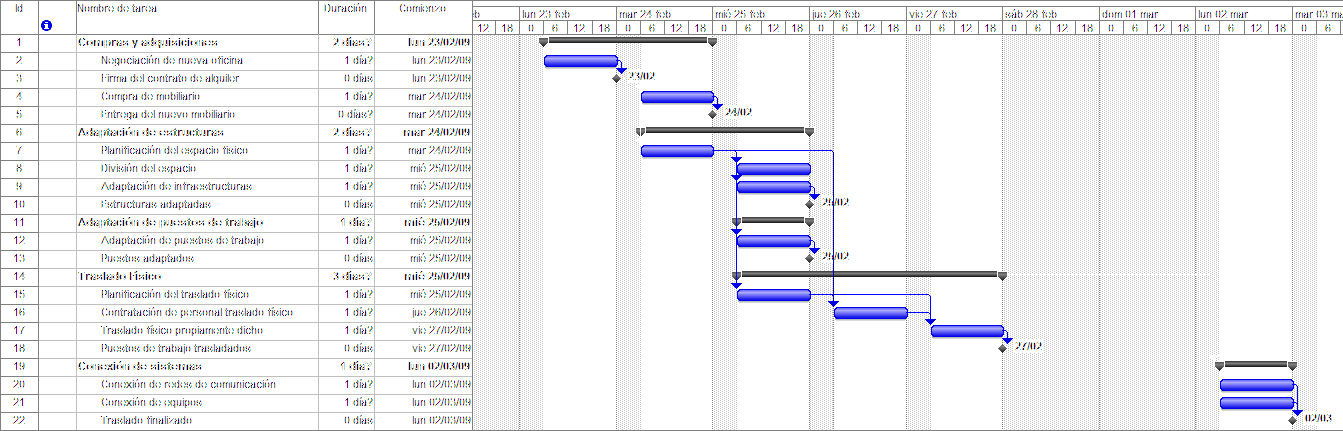 Id Nombre de tarea Duración Comienzo
b lun 23 feb mar 24 feb mié 25 feb jue 26 feb vie 27 feb sáb 28 feb dom 01 mar lun 02 mar mar 03 m
12 18 0 6 12 18 0 6 12 18 0 6 12 18 0 6 12 18 0 6 12 18 0 6 12 18 0 6 12 18 0 6 12 18 0 6
1 Compras y adquisiciones 2 días? lun 23/02/09
2 Negociación de nueva oficina 1 día? lun 23/02/09
3 Firma del contrato de alquiler 0 días lun 23/02/09 23/02
4 Compra de mobiliario 1 día? mar 24/02/09
5 Entrega del nuevo mobiliario 0 días? mar 24/02/09 24/02
6 Adaptación de estructuras 2 días? mar 24/02/09
7 Planificación del espacio físico 1 día? mar 24/02/09
8 División del espacio 1 día? mié 25/02/09
9 Adaptación de infraestructuras 1 día? mié 25/02/09
10 Estructuras adaptadas 0 días mié 25/02/09 25/02
11 Adaptación de puestos de trabajo 1 día? mié 25/02/09
12 Adaptación de puestos de trabajo 1 día? mié 25/02/09
13 Puestos adaptados 0 días mié 25/02/09 25/02
14 Traslado Físico 3 días? mié 25/02/09
15 Planificación del traslado físico 1 día? mié 25/02/09
16 Contratación de personal traslado físico 1 día? jue 26/02/09
17 Traslado físico propiamente dicho 1 día? vie 27/02/09
18 Puestos de trabajo trasladados 0 días vie 27/02/09 27/02
19 Conexión de sistemas 1 día? lun 02/03/09
20 Conexión de redes de comunicación 1 día? lun 02/03/09
21 Conexión de equipos 1 día? lun 02/03/09
22 Traslado finalizado 0 días lun 02/03/09 02/03